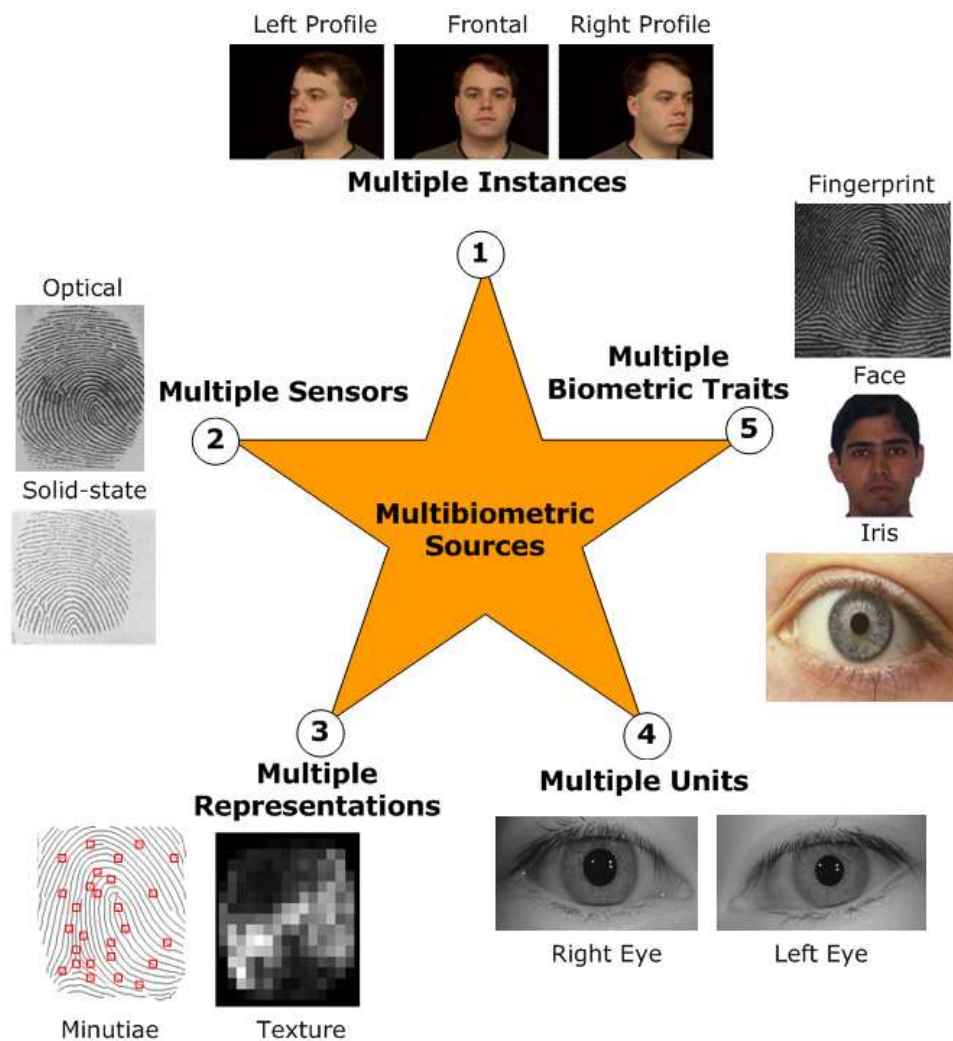 Left Profile
Frontal
Right Profile
Multiple Instances
1
Fingerprint
Optical
Multiple
Biometric Traits
Face
Multiple Sensors
2
5
Solid-state
Multibiometric
Sources
Iris
3
4
Multiple
Representations
Multiple Units
Right Eye
Left Eye
Minutiae
Texture